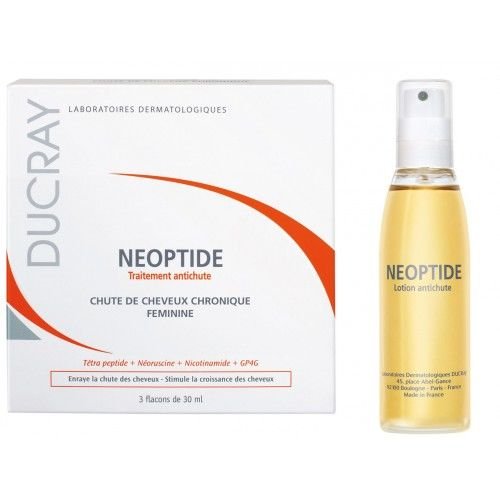 DUCRAY
LABORATOIRES DERMATOLOGIQUES
NEOPTIDE
Traitement antichute
CHUTE DE CHEVEUX CHRONIQUE
FEMININE
Tétra peptide + Néoruscine + Nicotinamide + GP4G
Enraye la chute des cheveux - Stimule la croissance des cheveux
3 flacons de 30 ml
NEOPTIDE
Lotion antichute
Laboratoires Dermatologiques DUCRAY
45, place Abel-Gance
92100 Boulogne - Paris - France
Made in France